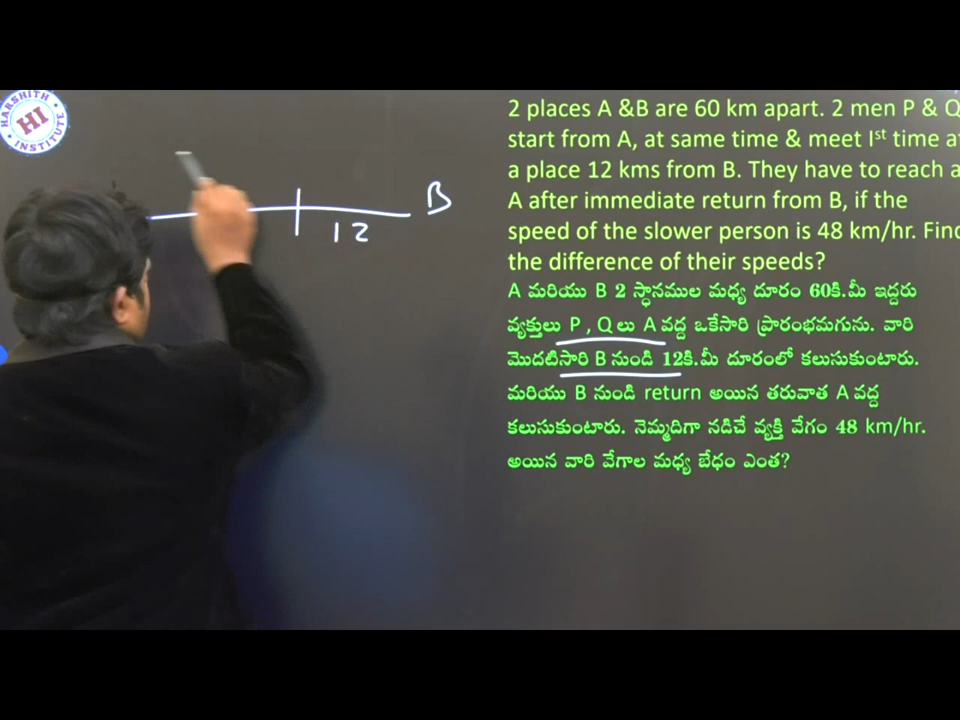 HARSHITH
HI
INSTITUTE
2 places A &B are 60 km apart. 2 men P & Q
start from A, at same time & meet Iˢᵗ time at
a place 12 kms from B. They have to reach a
A after immediate return from B, if the
speed of the slower person is 48 km/hr. Find
the difference of their speeds?
A మరియు B 2 స్థానముల మధ్య దూరం 60కి.మీ ఇద్దరు
వ్యక్తులు P , Q లు A వద్ద ఒకేసారి ప్రారంభమగును. వారి
మొదటిసారి B నుండి 12కి.మీ దూరంలో కలుసుకుంటారు.
మరియు B నుండి return అయిన తరువాత A వద్ద
కలుసుకుంటారు. నెమ్మదిగా నడిచే వ్యక్తి వేగం 48 km/hr.
అయిన వారి వేగాల మధ్య బేధం ఎంత?
B
12